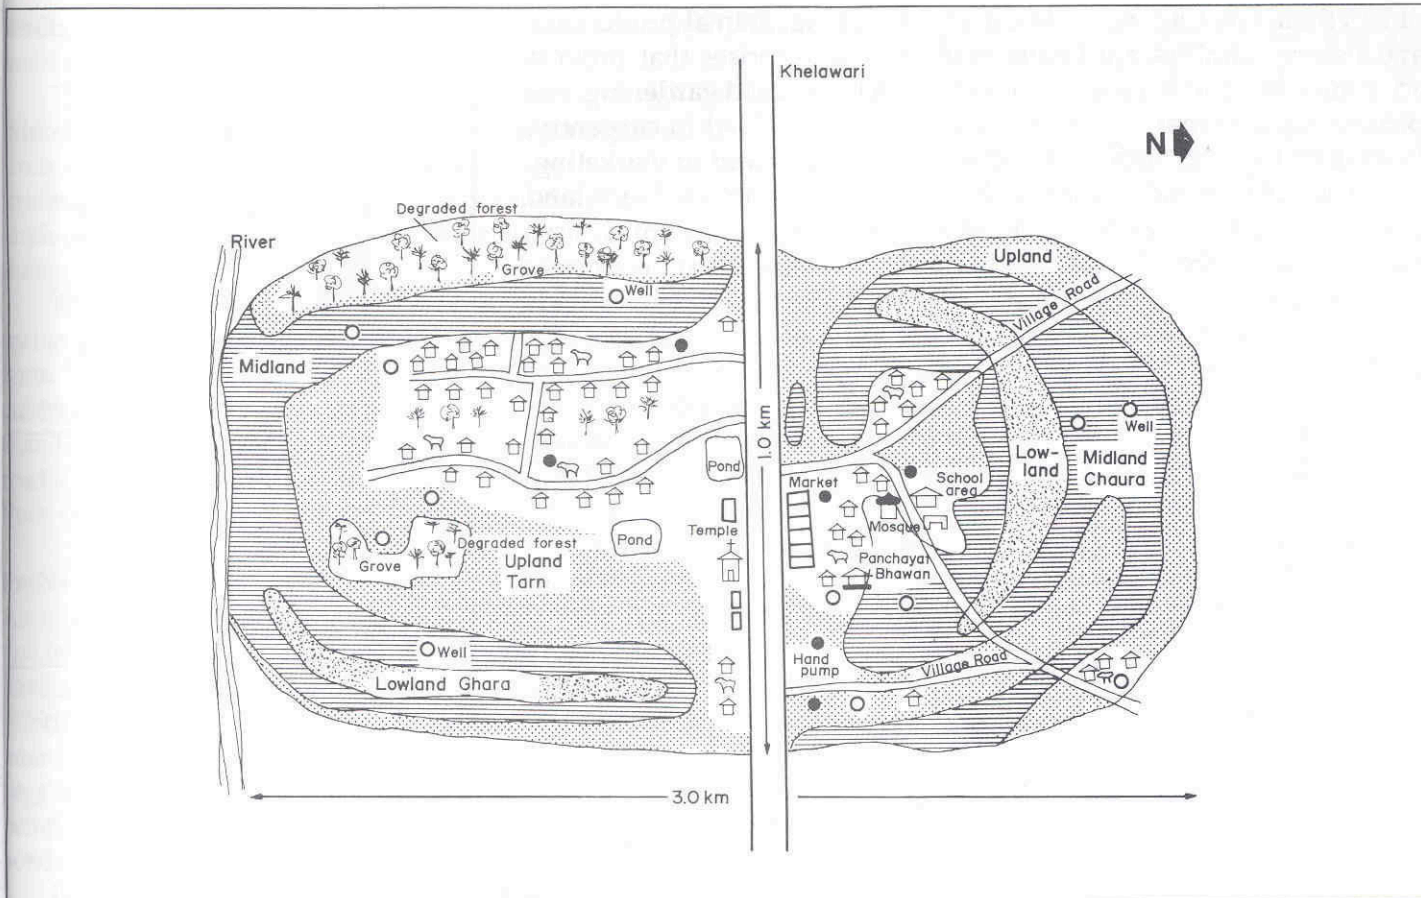 Khelawari
N
Degraded forest
River
Upland
Grove
Well
Village Road
Midland
1.0 km
Well
Pond
Low-
land
Midland
Chaura
Market
School
area
Mosque
Temple
Pond
Degraded forest
Grove
Upland
Tarn
Panchayat
Bhawan
Well
Hand
pump
Village Road
Lowland Ghara
3.0 km